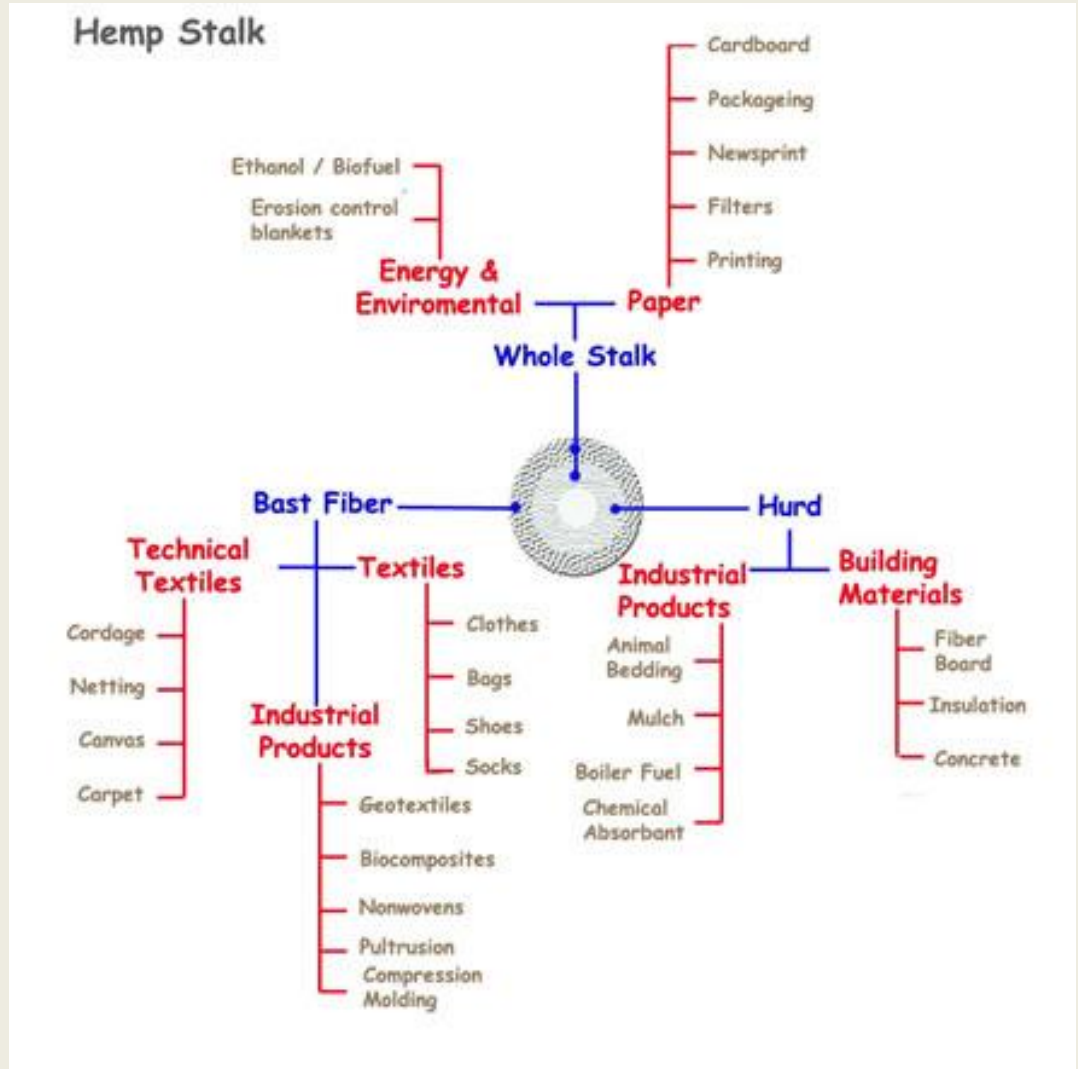 Hemp Stalk
Cardboard
Packageing
Newsprint
Filters
Printing
Ethanol / Biofuel
Erosion control
blankets
Energy &
Enviromental
Paper
Whole Stalk
Bast Fiber
Hurd
Technical
Textiles
Cordage
Netting
Canvas
Carpet
Textiles
Clothes
Bags
Shoes
Socks
Industrial
Products
Geotextiles
Biocomposites
Nonwovens
Pultrusion
Compression
Molding
Industrial
Products
Animal
Bedding
Mulch
Boiler Fuel
Chemical
Absorbant
Building
Materials
Fiber
Board
Insulation
Concrete